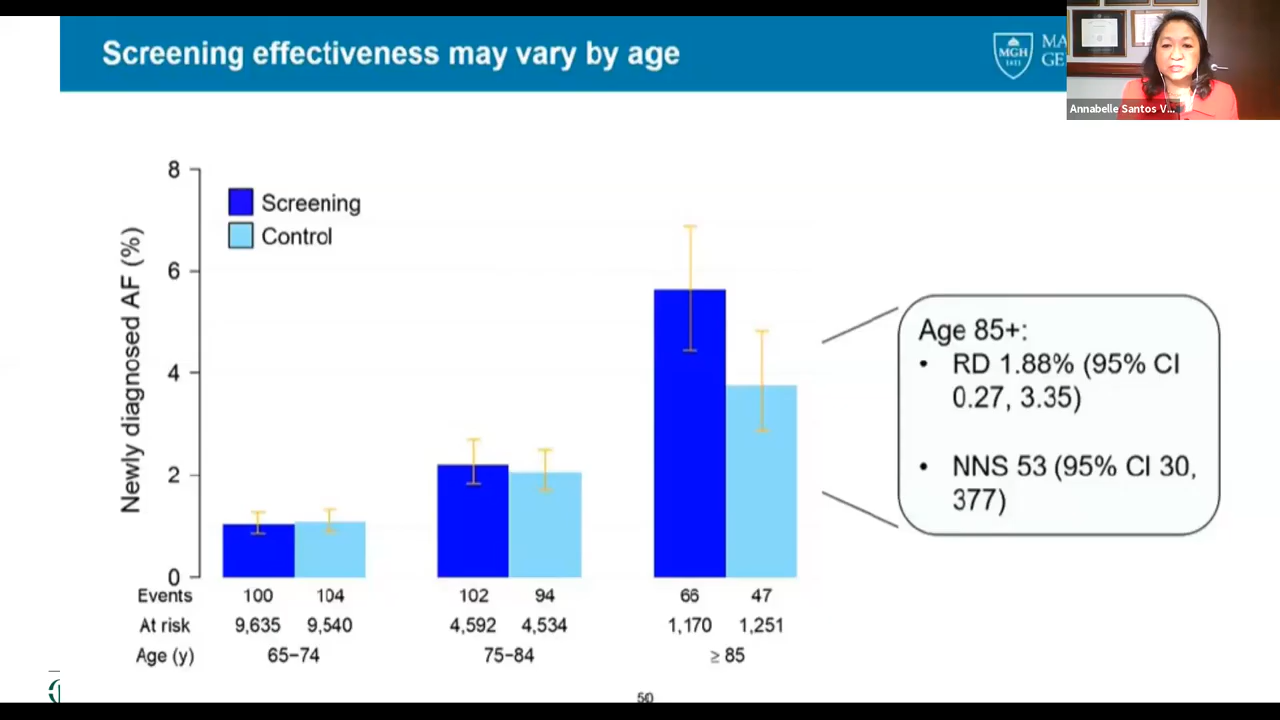 Screening effectiveness may vary by age
MGH
1811
MA
GE
Annabelle Santos V...
8
6
4
2
0
Newly diagnosed AF (%)
Screening
Control
Age 85+:
• RD 1.88% (95% CI
0.27, 3.35)
• NNS 53 (95% CI 30,
377)
Events 100 104 102 94 66 47
At risk 9,635 9,540 4,592 4,534 1,170 1,251
Age (y) 65–74 75–84 ≥ 85
50